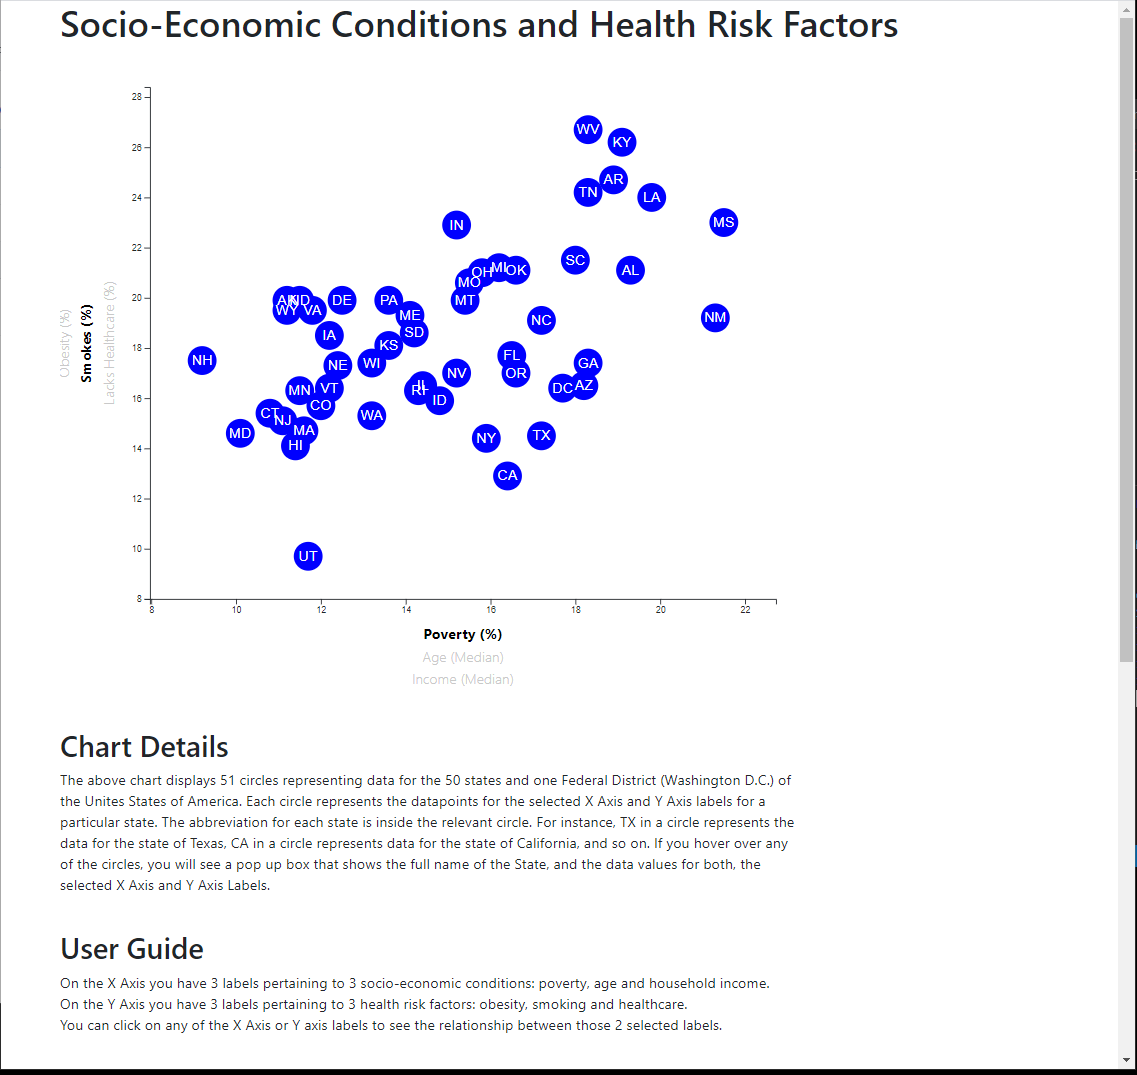 Socio-Economic Conditions and Health Risk Factors
28
26
24
22
20
18
16
14
12
10
8
Obesity (%)
Smokes (%)
Lacks Healthcare (%)
WV
KY
AR
TN
LA
MS
IN
SC
MI
OK
OH
AL
MO
AK
ND
DE
PA
MT
WY
VA
ME
NM
NC
IA
SD
KS
FL
NH
NE
WI
GA
NV
OR
MN
VT
RI
IL
DC
AZ
CO
ID
CT
NJ
WA
MD
MA
HI
NY
TX
CA
UT
8
10
12
14
16
18
20
22
Poverty (%)
Age (Median)
Income (Median)
Chart Details
The above chart displays 51 circles representing data for the 50 states and one Federal District (Washington D.C.) of
the Unites States of America. Each circle represents the datapoints for the selected X Axis and Y Axis labels for a
particular state. The abbreviation for each state is inside the relevant circle. For instance, TX in a circle represents the
data for the state of Texas, CA in a circle represents data for the state of California, and so on. If you hover over any
of the circles, you will see a pop up box that shows the full name of the State, and the data values for both, the
selected X Axis and Y Axis Labels.
User Guide
On the X Axis you have 3 labels pertaining to 3 socio-economic conditions: poverty, age and household income.
On the Y Axis you have 3 labels pertaining to 3 health risk factors: obesity, smoking and healthcare.
You can click on any of the X Axis or Y axis labels to see the relationship between those 2 selected labels.